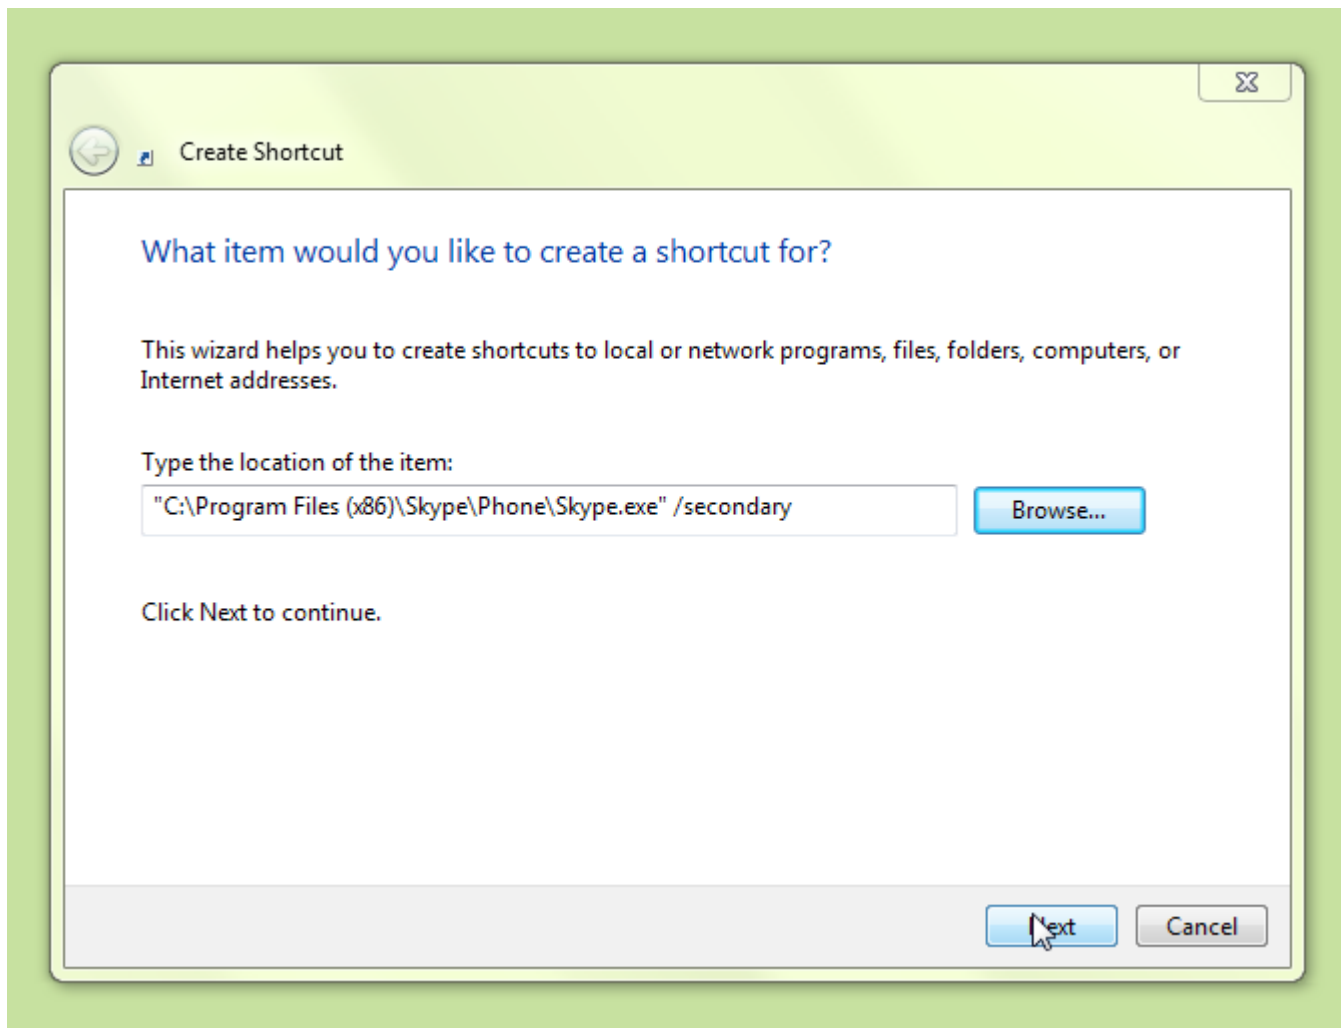 Create Shortcut
What item would you like to create a shortcut for?
This wizard helps you to create shortcuts to local or network programs, files, folders, computers, or
Internet addresses.
Type the location of the item:
"C:\Program Files (x86)\Skype\Phone\Skype.exe" /secondary
Browse...
Click Next to continue.
Next
Cancel